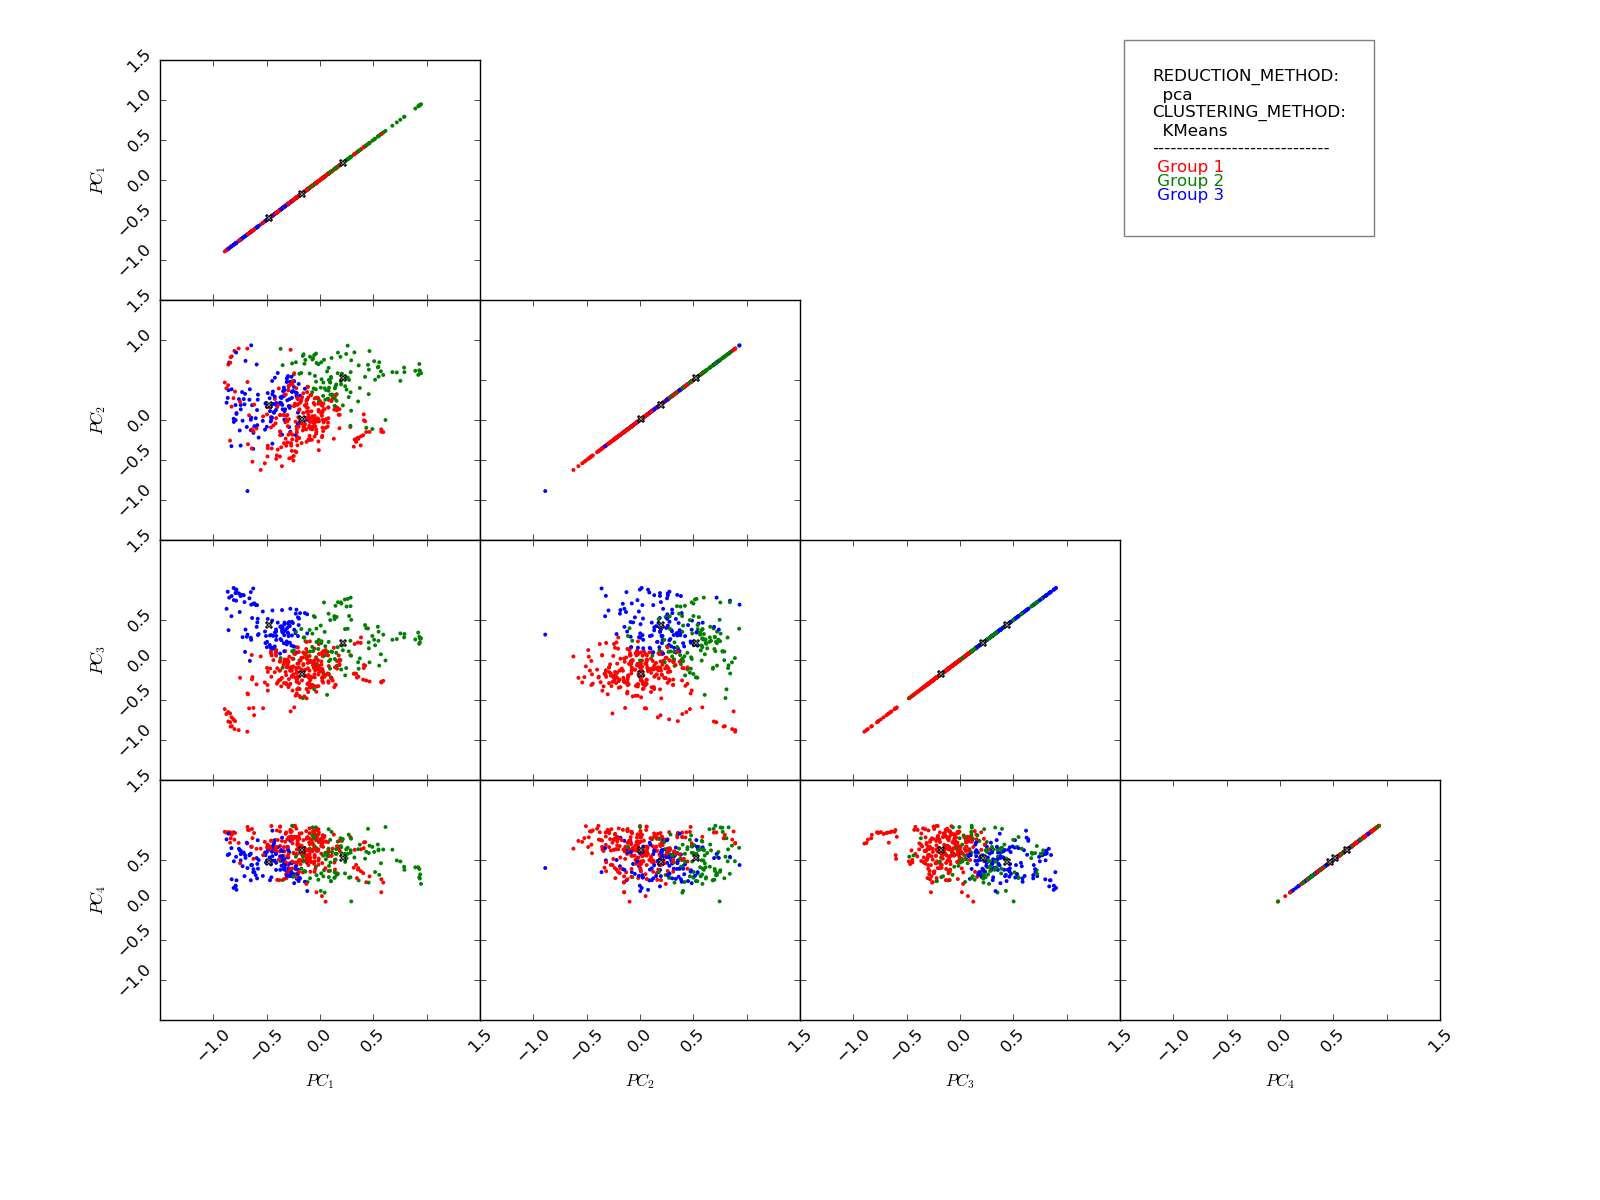 REDUCTION_METHOD:
pca
CLUSTERING_METHOD:
KMeans
-----------------------------
Group 1
Group 2
Group 3
1.5
1.0
0.5
0.0
−0.5
−1.0
PC₁
1.5
1.0
0.0
−0.5
−1.0
PC₂
1.5
0.5
0.0
−0.5
−1.0
PC₃
1.5
0.5
0.0
−0.5
−1.0
PC₄
−1.0 −0.5 0.0 0.5 1.5 −1.0 −0.5 0.0 0.5 1.5 −1.0 −0.5 0.0 0.5 1.5 −1.0 −0.5 0.0 0.5 1.5
PC₁ PC₂ PC₃ PC₄